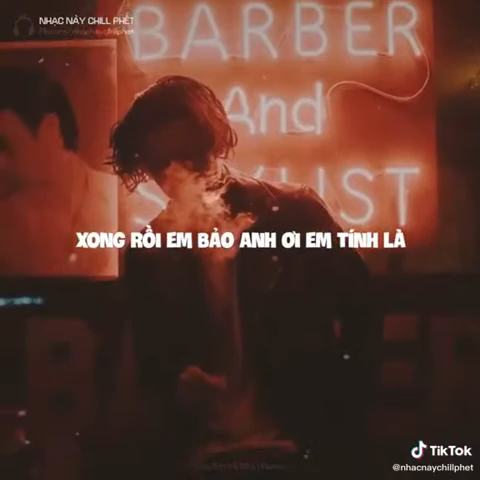 NHẠC NÀY CHILL PHẾT
BARBER
And
XONG RỒI EM BẢO ANH ƠI EM TÍNH LÀ
TikTok
@nhacnaychillphet